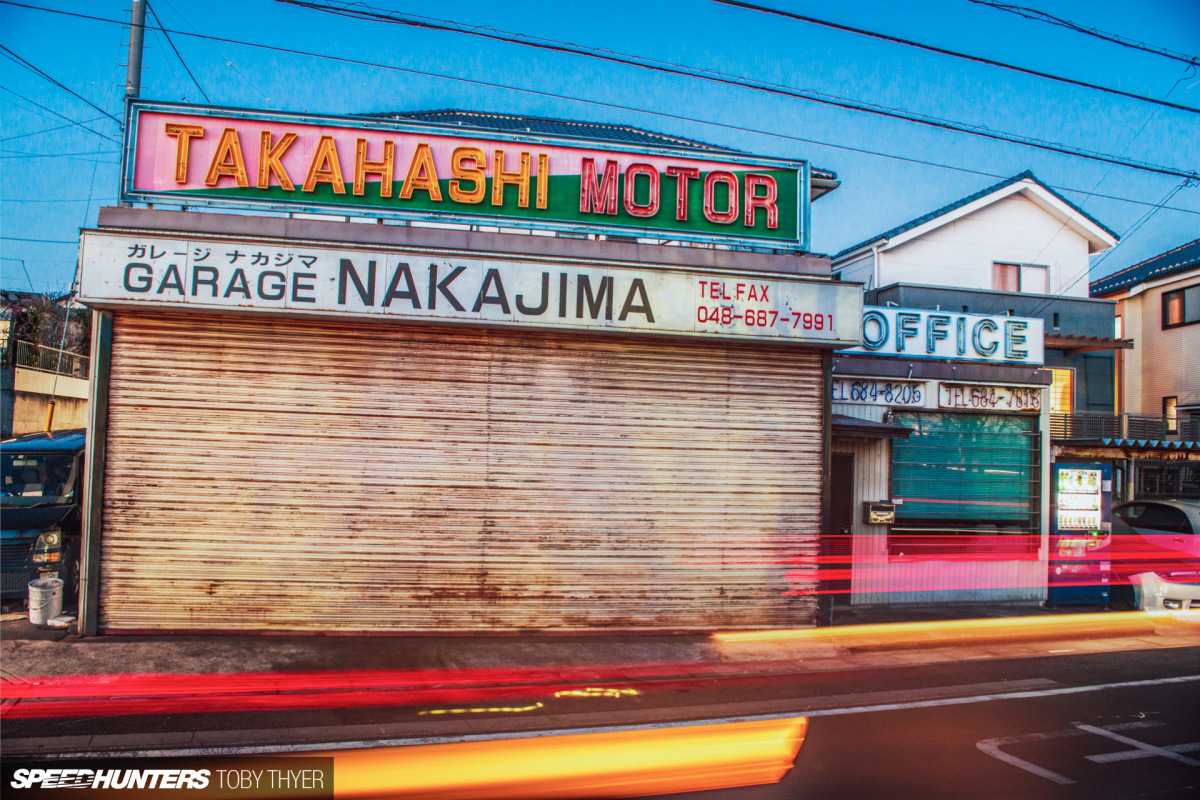 TAKAHASHI MOTOR
ガレージ ナカジマ
GARAGE NAKAJIMA
TEL FAX
048-687-7991
OFFICE
TEL 684-8205
TEL 684-7818
SPEEDHUNTERS TOBY THYER